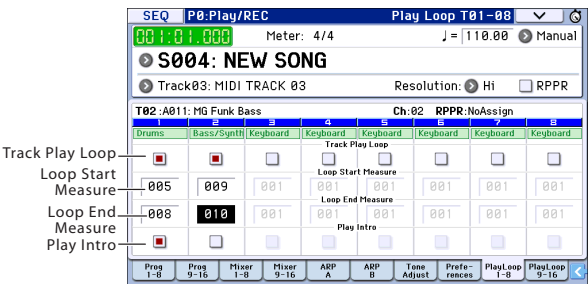 SEQ P0:Play/REC Play Loop T01-08
001:01.000 Meter: 4/4 ♩= 110.00 Manual
S004: NEW SONG
Track03: MIDI TRACK 03 Resolution: Hi RPPR
T02:A011: MG Funk Bass Ch:02 RPPR:NoAssign
1 2 3 4 5 6 7 8
Drums Bass/Synth Keyboard Keyboard Keyboard Keyboard Keyboard Keyboard
Track Play Loop
Track Play Loop
Loop Start Measure
Loop Start
Measure
005 009 001 001 001 001 001 001
Loop End Measure
Loop End
Measure
008 010 001 001 001 001 001 001
Play Intro
Play Intro
Prog 1-8 Prog 9-16 Mixer 1-8 Mixer 9-16 ARP A ARP B Tone Adjust Prefe-rences PlayLoop 1-8 PlayLoop 9-16